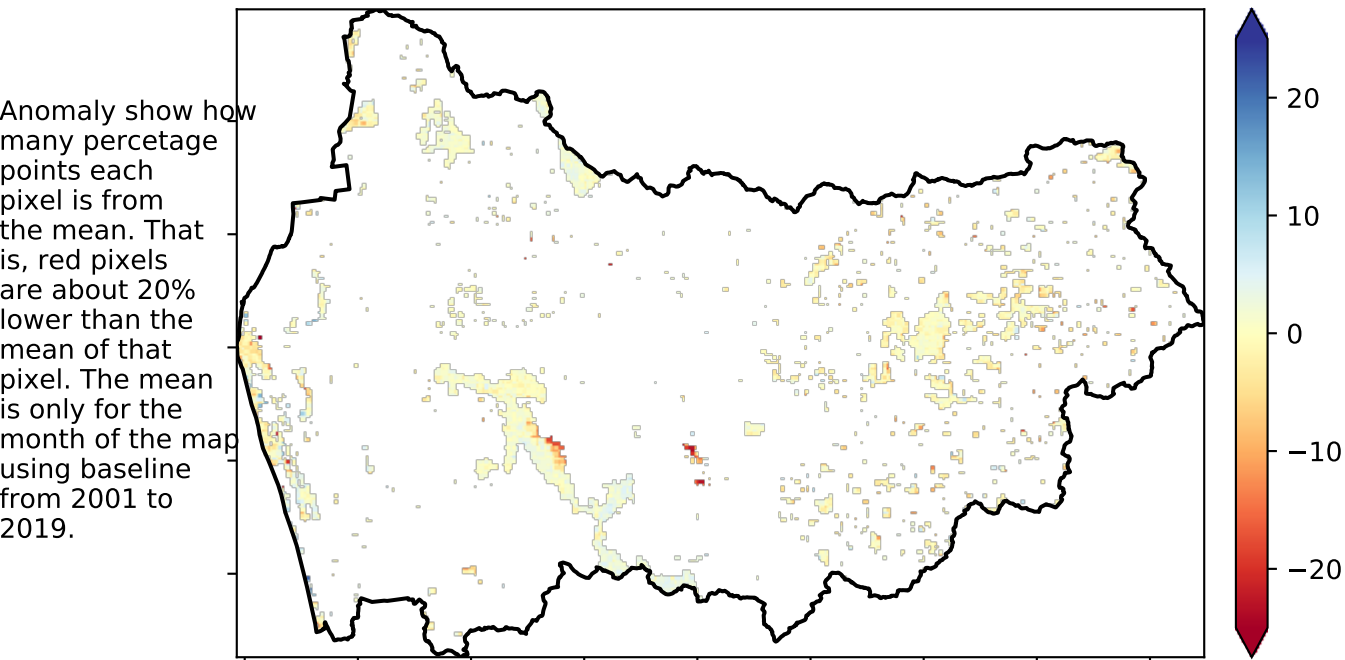 Anomaly show how
many percetage
points each
pixel is from
the mean. That
is, red pixels
are about 20%
lower than the
mean of that
pixel. The mean
is only for the
month of the map
using baseline
from 2001 to
2019.
20
10
0
−10
−20